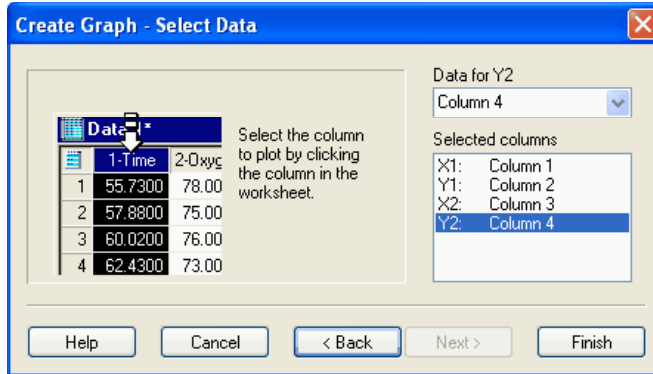 Create Graph - Select Data
Data for Y2
Column 4
Selected columns
X1: Column 1
Y1: Column 2
X2: Column 3
Y2: Column 4
1-Time 2-Oxyg
1 55.7300 78.00
2 57.8800 75.00
3 60.0200 76.00
4 62.4300 73.00
Select the column
to plot by clicking
the column in the
worksheet.
Help Cancel < Back Next > Finish